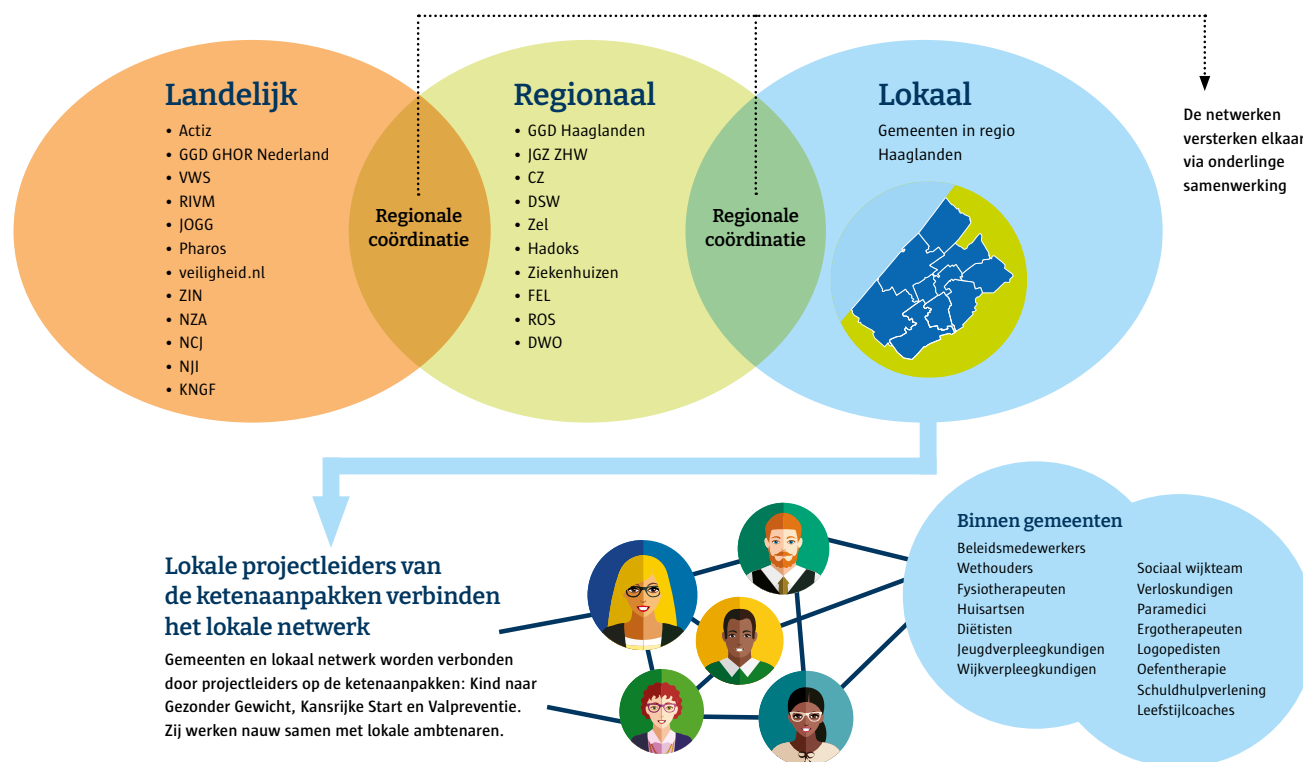 Landelijk
• Actiz
• GGD GHOR Nederland
• VWS
• RIVM
• JOGG
• Pharos
• veiligheid.nl
• ZIN
• NZA
• NCJ
• NJI
• KNGF
Regionale
coördinatie
Regionaal
• GGD Haaglanden
• JGZ ZHW
• CZ
• DSW
• Zel
• Hadoks
• Ziekenhuizen
• FEL
• ROS
• DWO
Regionale
coördinatie
Lokaal
Gemeenten in regio
Haaglanden
De netwerken
versterken elkaar
via onderlinge
samenwerking
Lokale projectleiders van
de ketenaanpakken verbinden
het lokale netwerk
Gemeenten en lokaal netwerk worden verbonden
door projectleiders op de ketenaanpakken: Kind naar
Gezonder Gewicht, Kansrijke Start en Valpreventie.
Zij werken nauw samen met lokale ambtenaren.
Binnen gemeenten
Beleidsmedewerkers
Wethouders
Fysiotherapeuten
Huisartsen
Diëtisten
Jeugdverpleegkundigen
Wijkverpleegkundigen
Sociaal wijkteam
Verloskundigen
Paramedici
Ergotherapeuten
Logopedisten
Oefentherapie
Schuldhulpverlening
Leefstijlcoaches